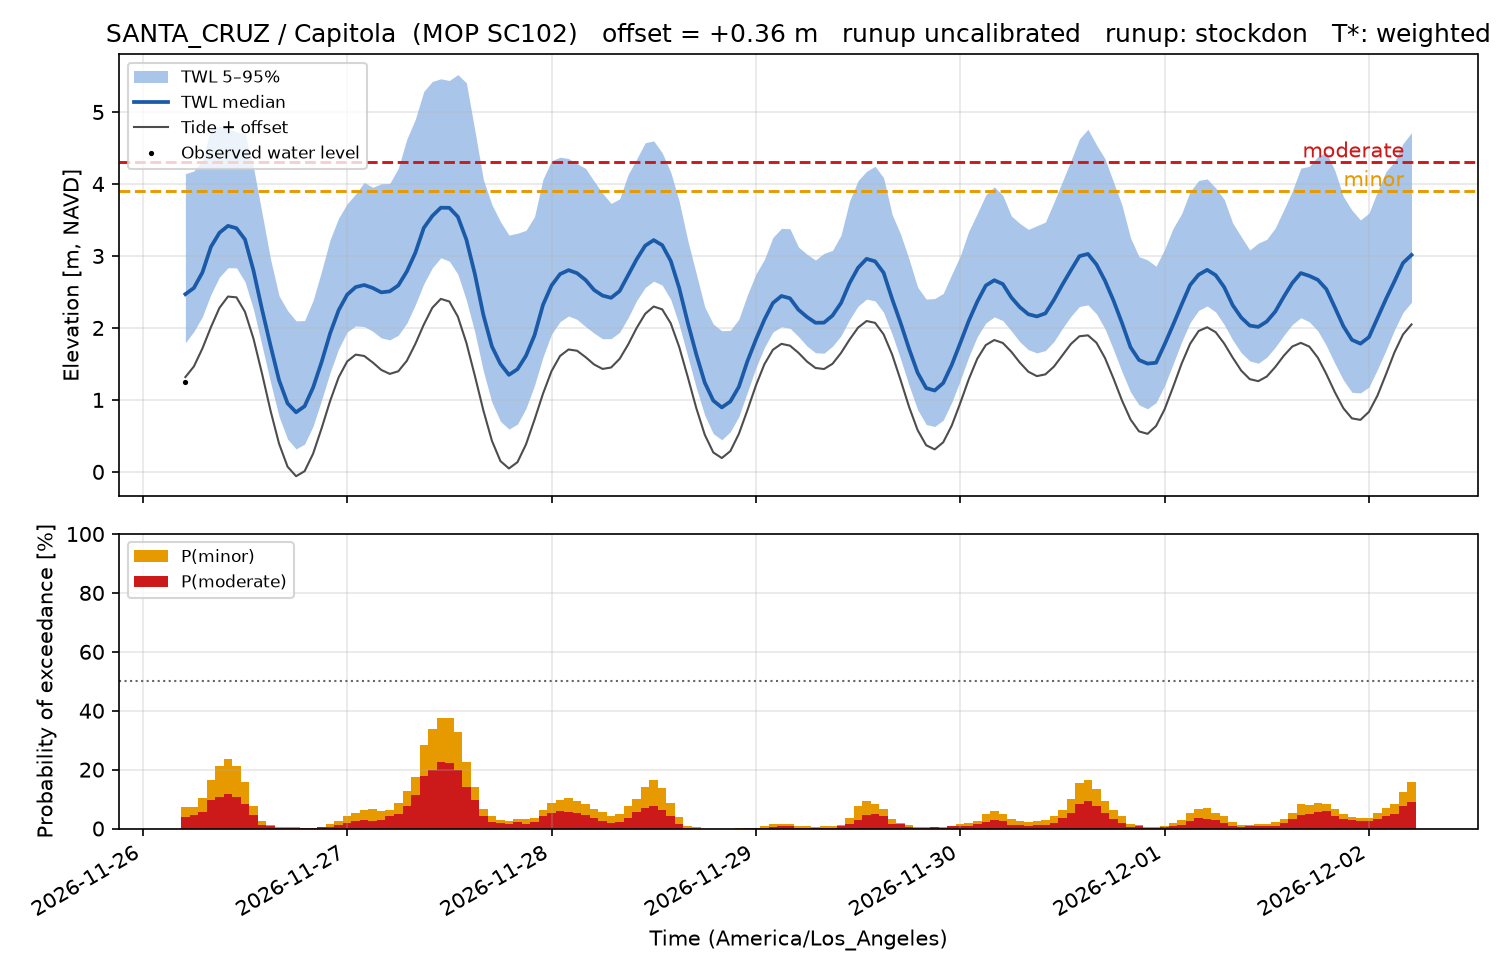 SANTA_CRUZ / Capitola (MOP SC102) offset = +0.36 m runup uncalibrated runup: stockdon T*: weighted
TWL 5–95%
TWL median
Tide + offset
Observed water level
moderate
minor
Elevation [m, NAVD]
5
4
3
2
1
0
P(minor)
P(moderate)
Probability of exceedance [%]
100
80
60
40
20
0
2026-11-26
2026-11-27
2026-11-28
2026-11-29
2026-11-30
2026-12-01
2026-12-02
Time (America/Los_Angeles)